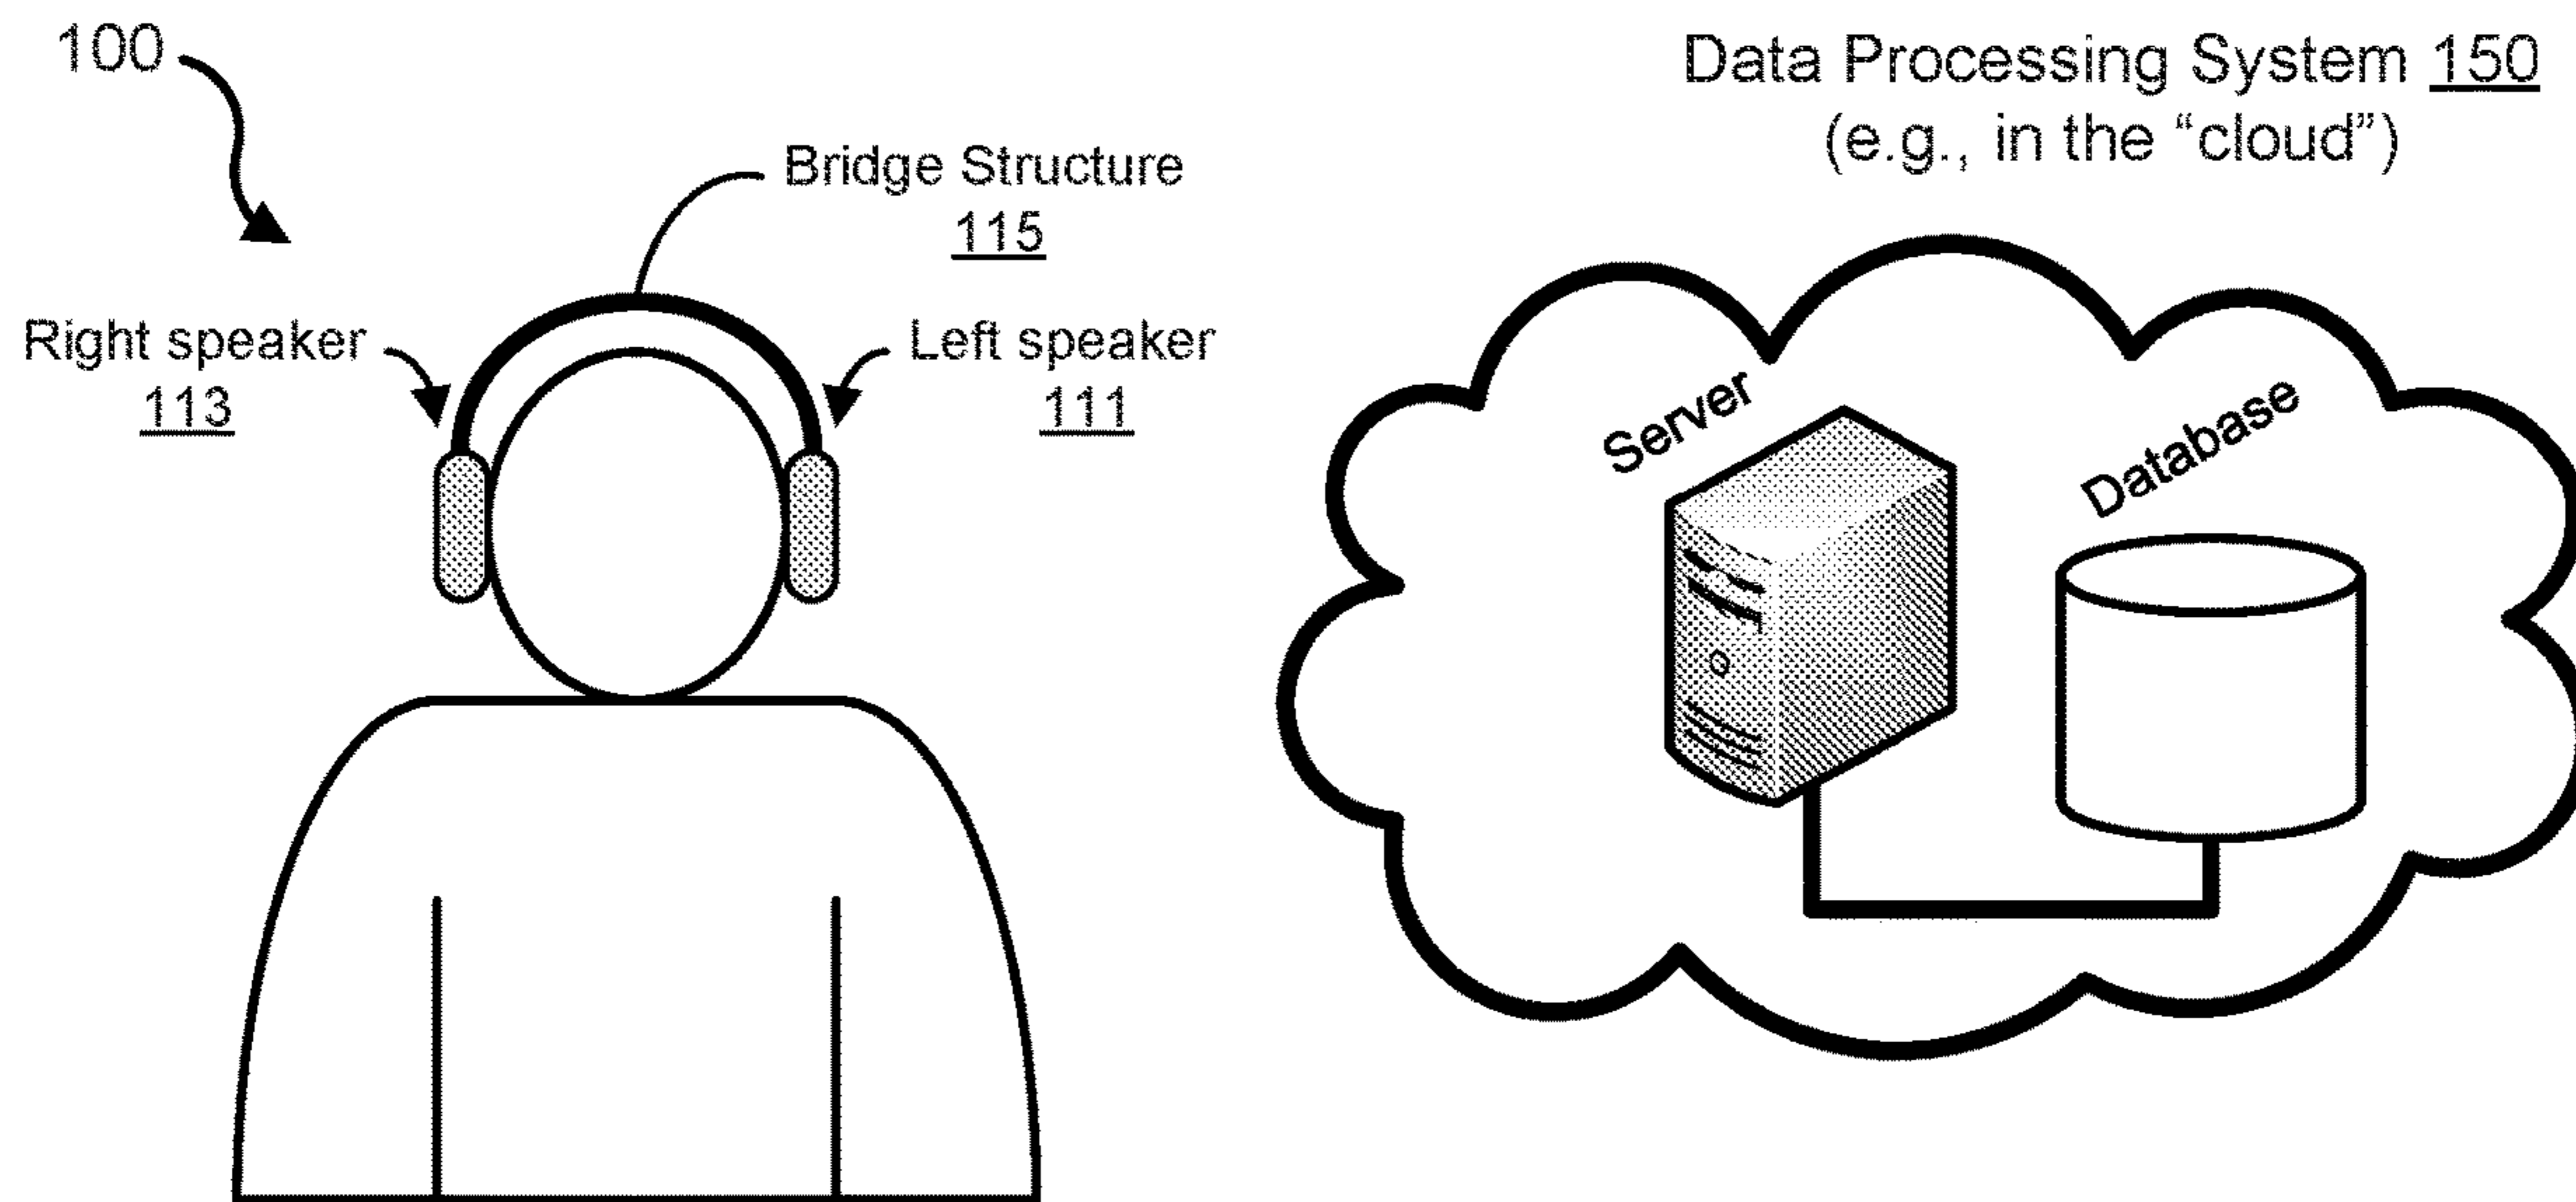 100
Data Processing System 150
(e.g., in the “cloud”)
Bridge Structure
115
Right speaker
113
Left speaker
111
Server
Database